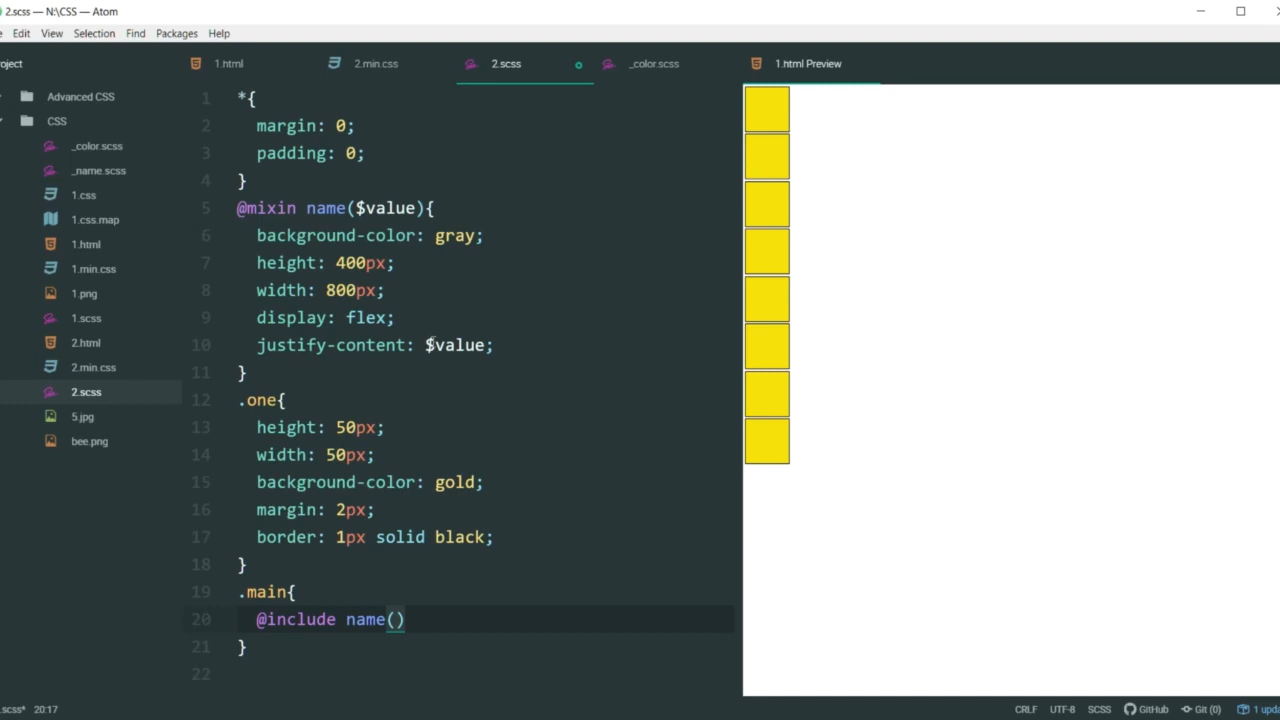 2.scss — N:\CSS — Atom
Edit View Selection Find Packages Help
oject
1.html
2.min.css
2.scss
_color.scss
1.html Preview
Advanced CSS
CSS
_color.scss
_name.scss
1.css
1.css.map
1.html
1.min.css
1.png
1.scss
2.html
2.min.css
2.scss
5.jpg
bee.png
1 *{
2 margin: 0;
3 padding: 0;
4 }
5 @mixin name($value){
6 background-color: gray;
7 height: 400px;
8 width: 800px;
9 display: flex;
10 justify-content: $value;
11 }
12 .one{
13 height: 50px;
14 width: 50px;
15 background-color: gold;
16 margin: 2px;
17 border: 1px solid black;
18 }
19 .main{
20 @include name()
21 }
22
.scss* 20:17
CRLF UTF-8 SCSS GitHub Git (0) 1 upda